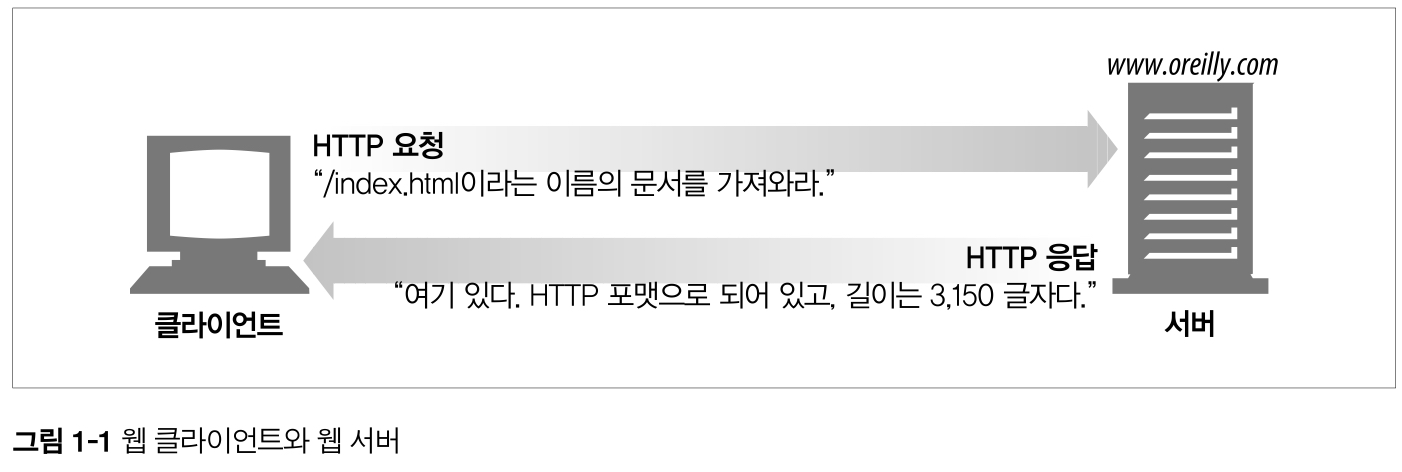 www.oreilly.com
HTTP 요청
“/index.html이라는 이름의 문서를 가져와라.”
HTTP 응답
“여기 있다. HTTP 포맷으로 되어 있고, 길이는 3,150 글자다.”
클라이언트
서버
그림 1-1 웹 클라이언트와 웹 서버